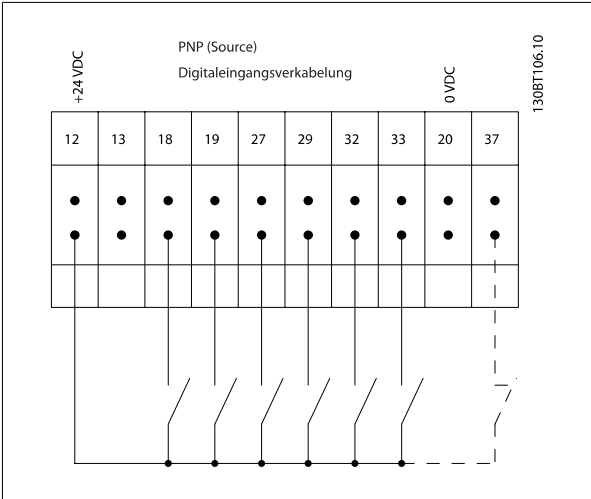 PNP (Source)
Digitaleingangsverkabelung
+24 VDC
0 VDC
130BT106.10
12 13 18 19 27 29 32 33 20 37